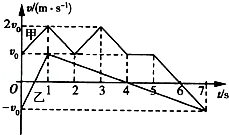 v/(m·s⁻¹)
2v₀
甲
v₀
O
1 2 3 4 5 6 7 t/s
乙
-v₀